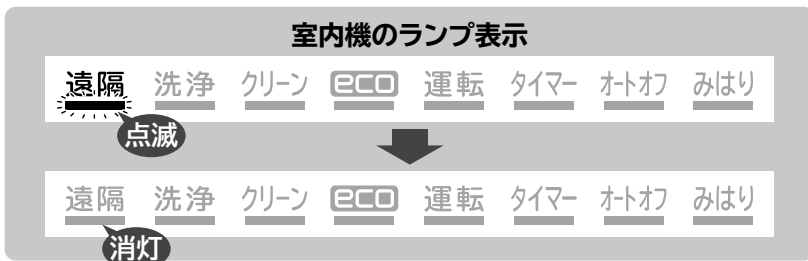 室内機のランプ表示
遠隔 洗浄 クリーン eco 運転 タイマー オートオフ みはり
点滅
遠隔 洗浄 クリーン eco 運転 タイマー オートオフ みはり
消灯